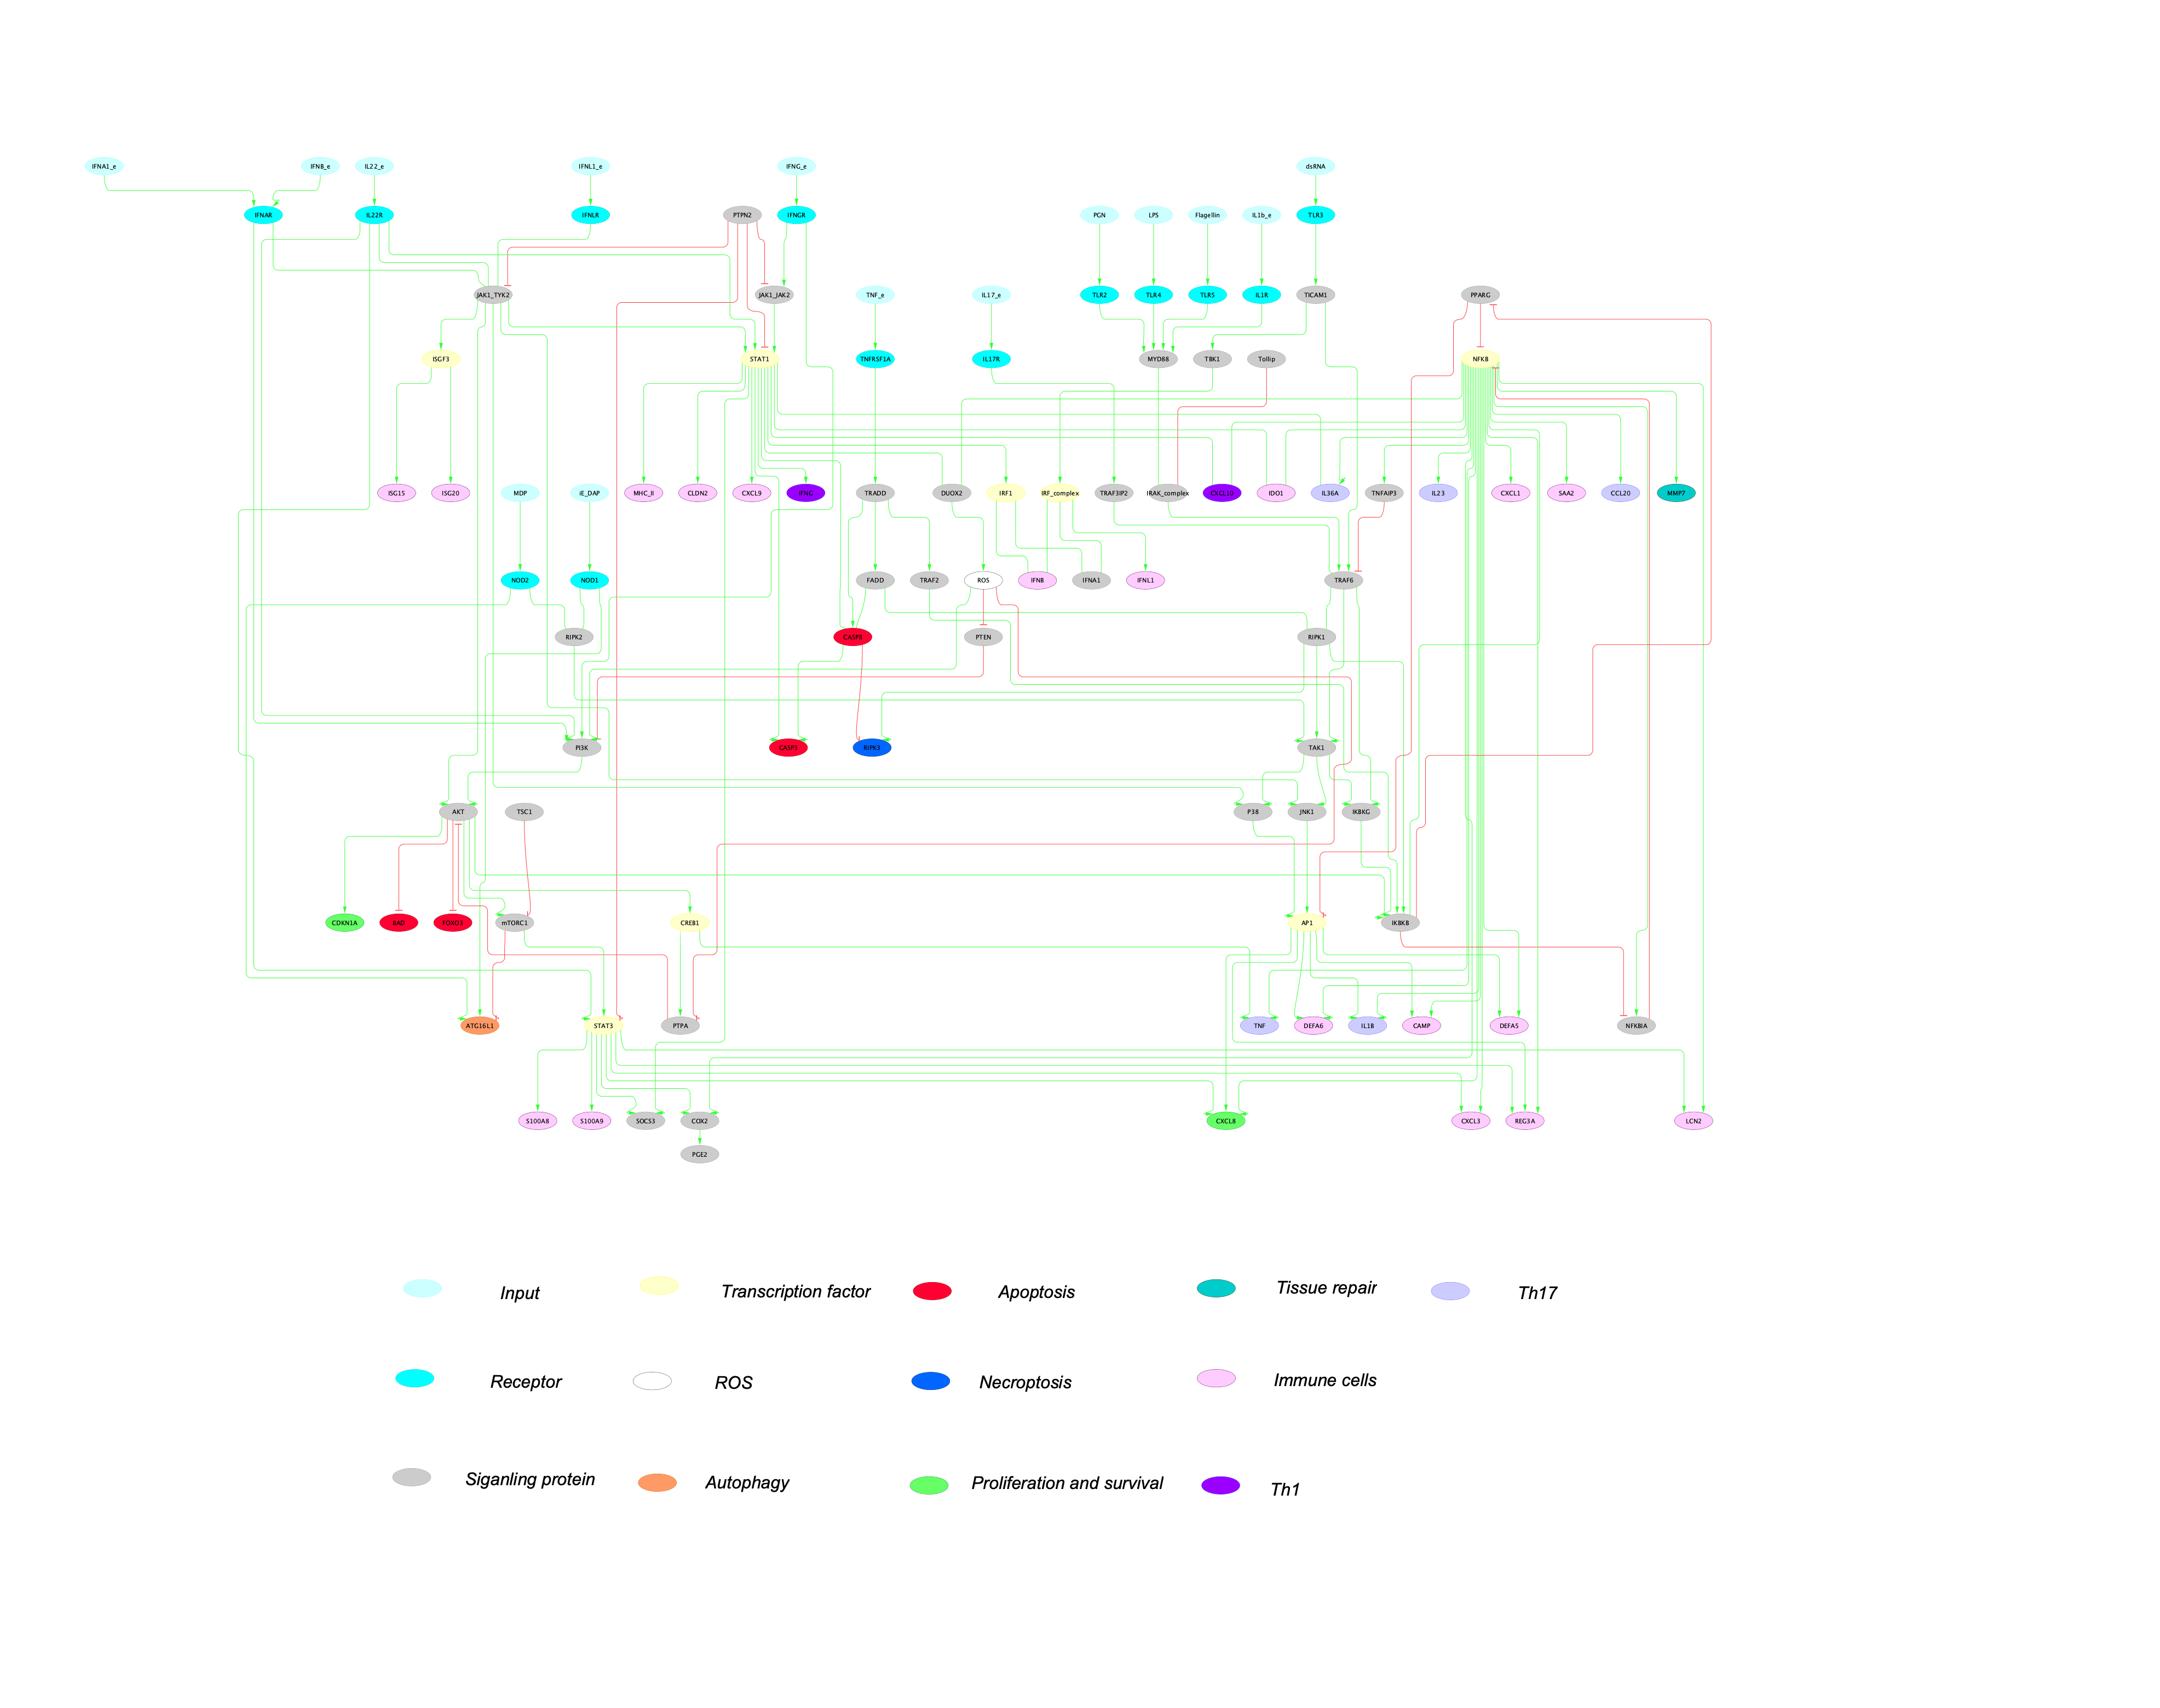 IFNA1_e IFNB_e IL22_e IFNL1_e IFNG_e dsRNA
IFNAR IL22R IFNLR PTPN2 IFNGR PGN LPS Flagellin IL1b_e TLR3
JAK1_TYK2 JAK1_JAK2 TNF_e IL17_e TLR2 TLR4 TLR5 IL1R TICAM1 PPARG
ISGF3 STAT1 TNFRSF1A IL17R MYD88 TBK1 Tollip NFKB
ISG15 ISG20 MDP iE_DAP MHC_II CLDN2 CXCL9 IFNG TRADD DUOX2 IRF1 IRF_complex TRAF3IP2 IRAK_complex CXCL10 IDO1 IL36A TNFAIP3 IL23 CXCL1 SAA2 CCL20 MMP7
NOD2 NOD1 FADD TRAF2 ROS IFNB IFNA1 IFNL1 TRAF6
RIPK2 CASP8 PTEN RIPK1
PI3K CASP3 RIPK3 TAK1
AKT TSC1 P38 JNK1 IKBKG
CDKN1A BAD FOXO3 mTORC1 CREB1 AP1 IKBKB
ATG16L1 STAT3 PTPA TNF DEFA6 IL1B CAMP DEFA5 NFKBIA
S100A8 S100A9 SOCS3 COX2 CXCL8 CXCL3 REG3A LCN2
PGE2
Input Transcription factor Apoptosis Tissue repair Th17
Receptor ROS Necroptosis Immune cells
Siganling protein Autophagy Proliferation and survival Th1